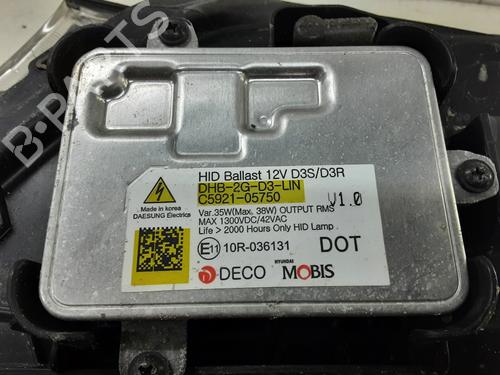 B-PARTS
HID Ballast 12V D3S/D3R
DHB-2G-D3-LIN
C5921-05750
V1.0
Made in korea
DAESUNG Electrics
Var.35W(Max. 38W) OUTPUT RMS
MAX 1300VDC/42VAC
Life > 2000 Hours Only HID Lamp
E11 10R-036131
DOT
DECO
HYUNDAI
MOBIS